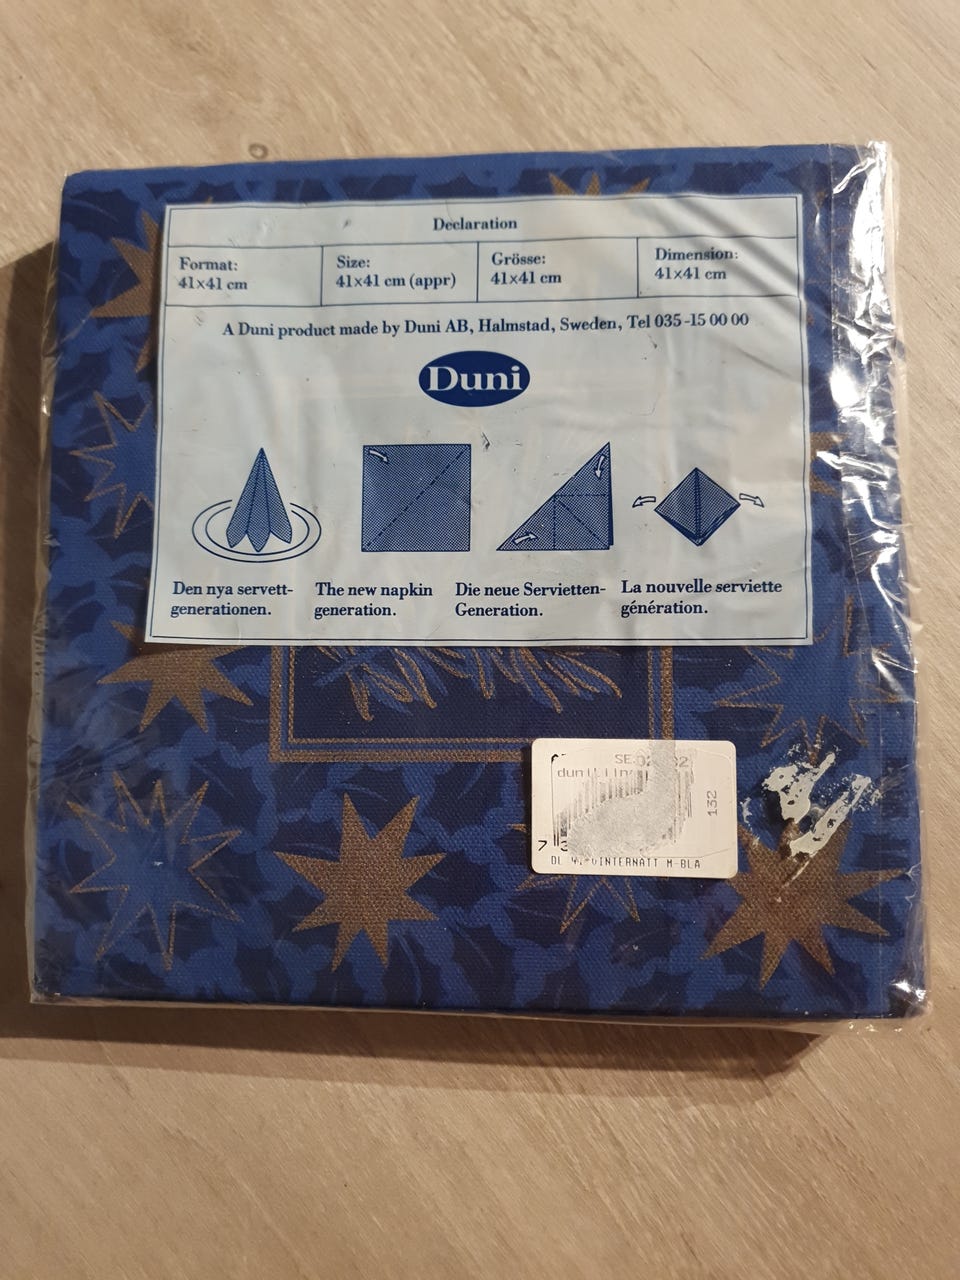 Declaration
Format:
41×41 cm
Size:
41×41 cm (appr)
Grösse:
41×41 cm
Dimension:
41×41 cm
A Duni product made by Duni AB, Halmstad, Sweden, Tel 035-15 00 00
Duni
Den nya servett-
generationen.
The new napkin
generation.
Die neue Servietten-
Generation.
La nouvelle serviette
génération.
132
VINTERNATT M-BLA